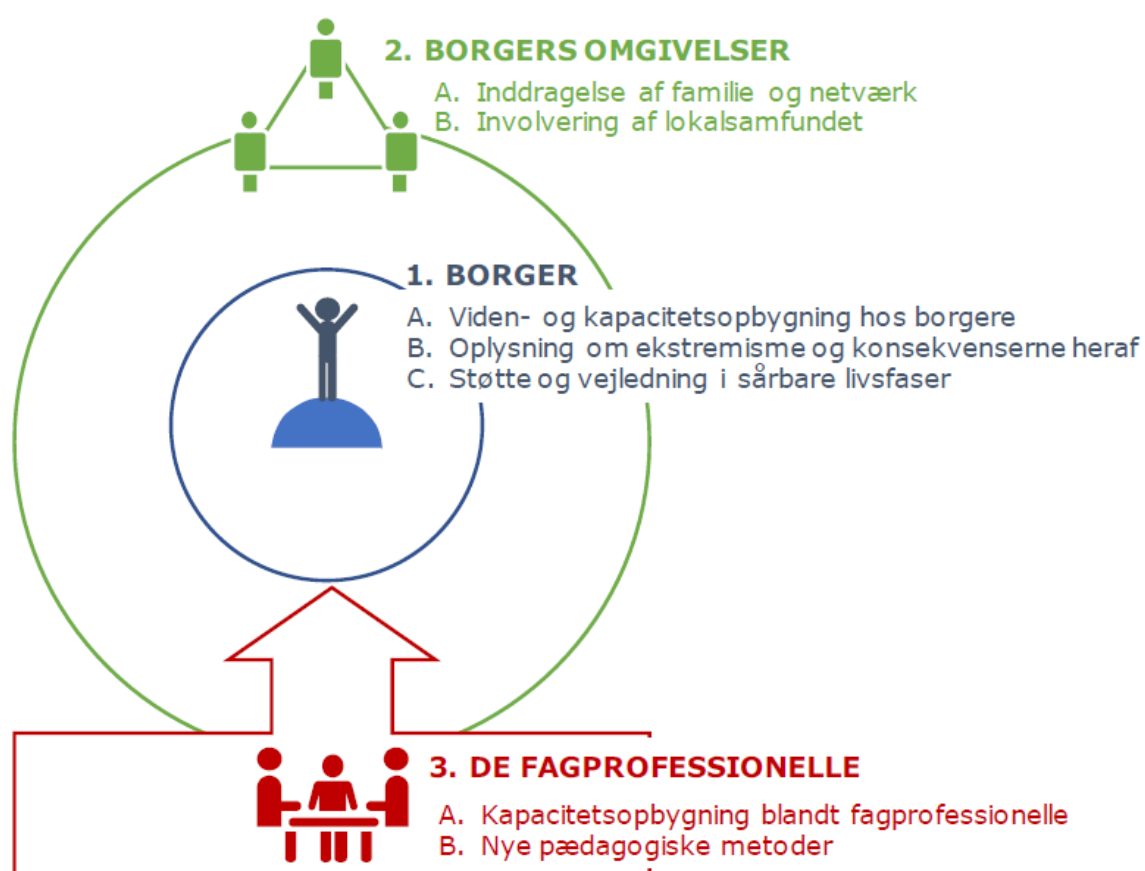 2. BORGERS OMGIVELSER
A. Inddragelse af familie og netværk
B. Involvering af lokalsamfundet
1. BORGER
A. Viden- og kapacitetsopbygning hos borgere
B. Oplysning om ekstremisme og konsekvenserne heraf
C. Støtte og vejledning i sårbare livsfaser
3. DE FAGPROFESSIONELLE
A. Kapacitetsopbygning blandt fagprofessionelle
B. Nye pædagogiske metoder